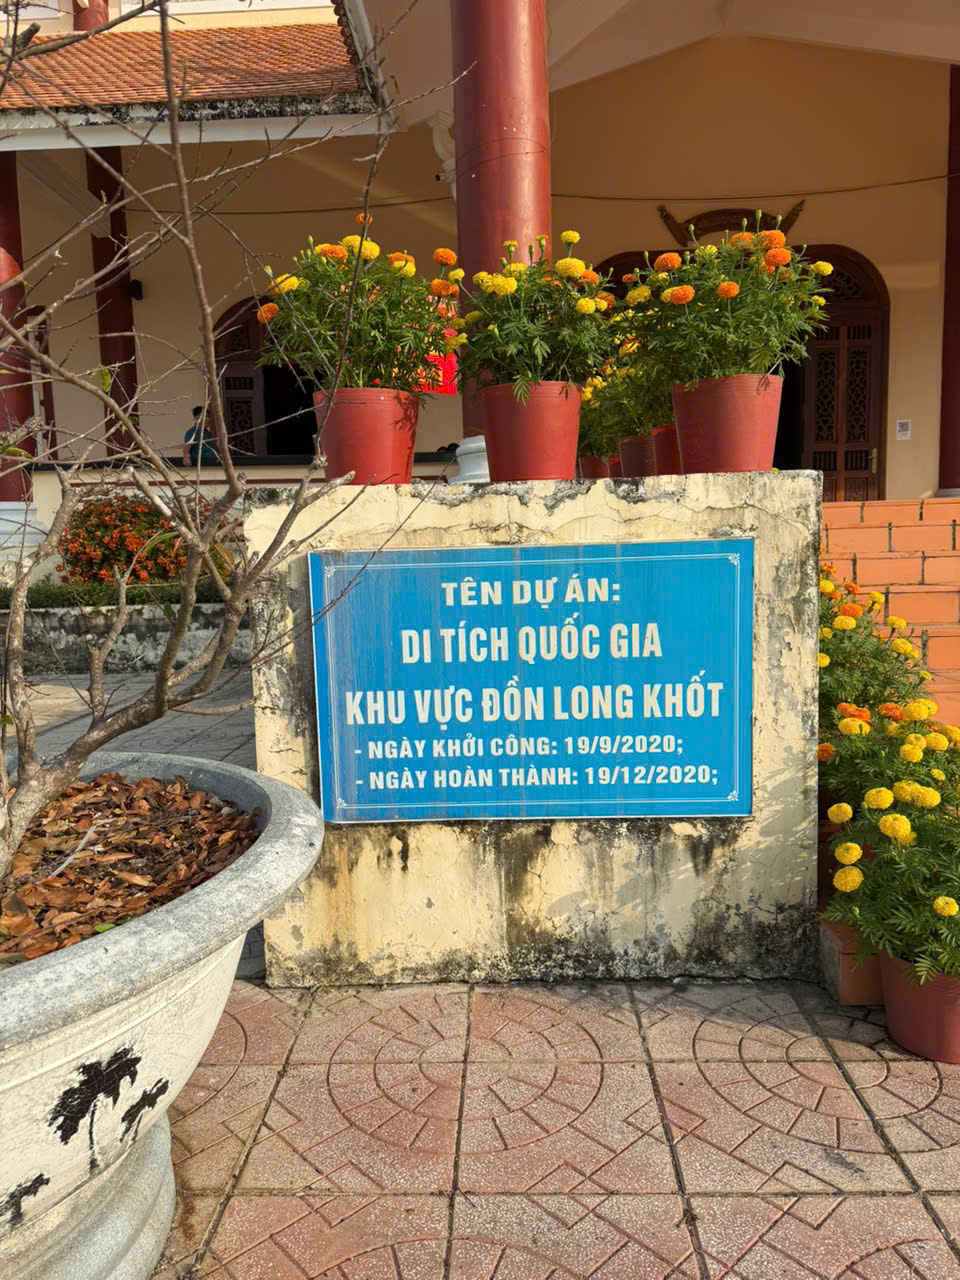 TÊN DỰ ÁN:
DI TÍCH QUỐC GIA
KHU VỰC ĐỒN LONG KHỐT
- NGÀY KHỞI CÔNG: 19/9/2020;
- NGÀY HOÀN THÀNH: 19/12/2020;